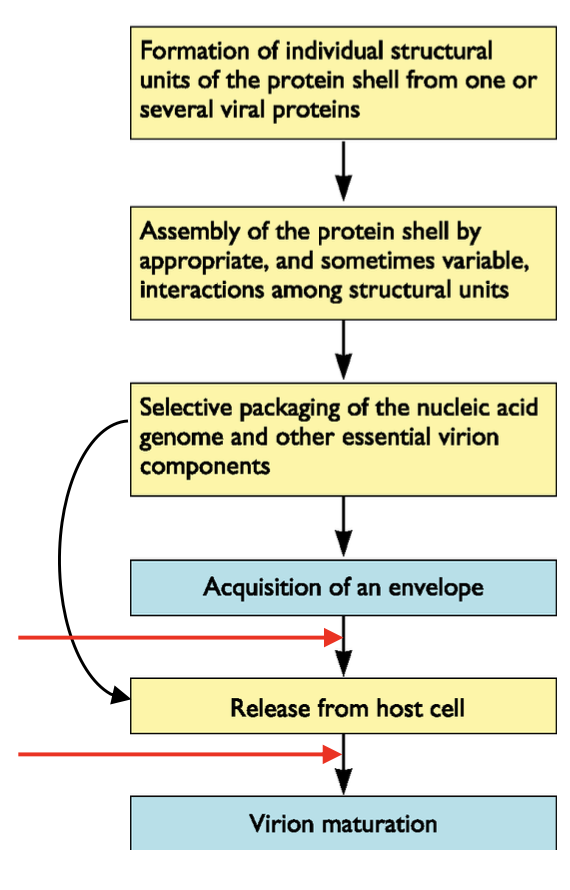 Formation of individual structural
units of the protein shell from one or
several viral proteins
Assembly of the protein shell by
appropriate, and sometimes variable,
interactions among structural units
Selective packaging of the nucleic acid
genome and other essential virion
components
Acquisition of an envelope
Release from host cell
Virion maturation